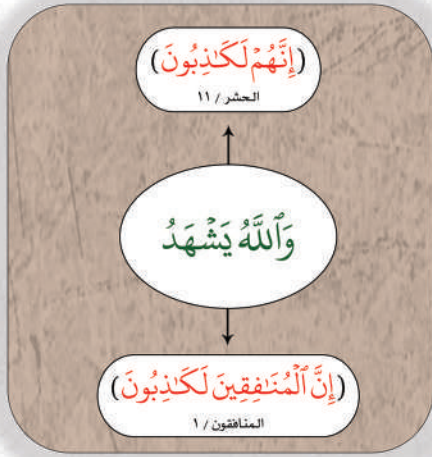 (إِنَّهُمْ لَكَـٰذِبُونَ)
الحشر / ١١
وَٱللَّهُ يَشْهَدُ
(إِنَّ ٱلْمُنَـٰفِقِينَ لَكَـٰذِبُونَ)
المنافقون / ١